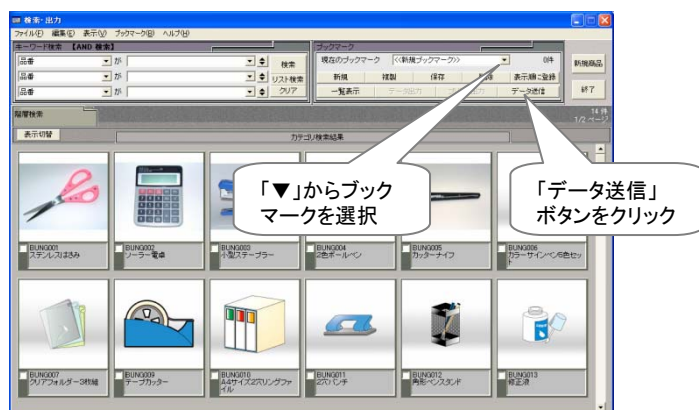 検索・出力
ファイル(F) 編集(E) 表示(V) ブックマーク(B) ヘルプ(H)
キーワード検索 【AND 検索】
ブックマーク
品番 が 検索
品番 が リスト検索
品番 が クリア
現在のブックマーク <<新規ブックマーク>> 0件
新規 複製 保存 表示順に登録
一覧表示 データ出力 データ送信
新規商品
終了
階層検索
14 件
1/2 ページ
表示切替
カテゴリ検索結果
「▼」からブック
マークを選択
「データ送信」
ボタンをクリック
BUNG001
ステンレスはさみ
BUNG002
ソーラー電卓
BUNG003
小型ステープラー
BUNG004
2色ボールペン
BUNG005
カッターナイフ
BUNG006
カラーサインペン6色セット
BUNG007
クリアフォルダー3枚組
BUNG009
テープカッター
BUNG010
A4サイズ2穴リングファイル
BUNG011
2穴パンチ
BUNG012
角形ペンスタンド
BUNG013
修正液